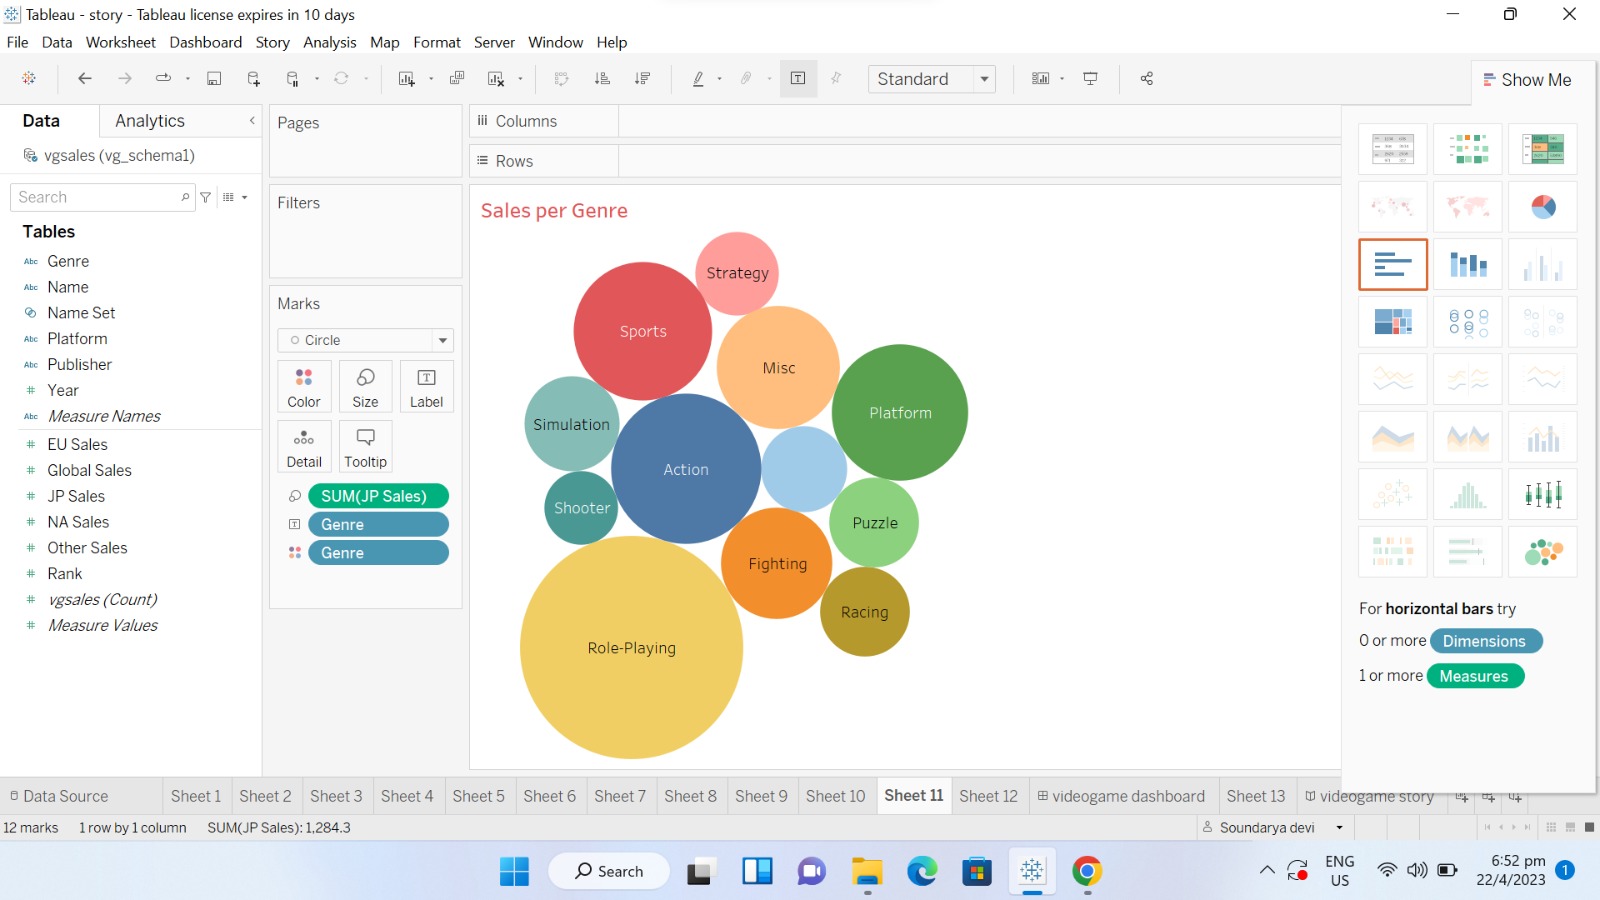 Tableau - story - Tableau license expires in 10 days
File Data Worksheet Dashboard Story Analysis Map Format Server Window Help
Standard
Show Me
Data Analytics
vgsales (vg_schema1)
Search
Tables
Abc Genre
Abc Name
Name Set
Abc Platform
Abc Publisher
# Year
Abc Measure Names
# EU Sales
# Global Sales
# JP Sales
# NA Sales
# Other Sales
# Rank
# vgsales (Count)
# Measure Values
Pages
Filters
Marks
Circle
Color Size Label
Detail Tooltip
SUM(JP Sales)
Genre
Genre
Columns
Rows
Sales per Genre
Strategy
Sports
Misc
Platform
Simulation
Action
Shooter
Puzzle
Fighting
Racing
Role-Playing
For horizontal bars try
0 or more Dimensions
1 or more Measures
Data Source Sheet 1 Sheet 2 Sheet 3 Sheet 4 Sheet 5 Sheet 6 Sheet 7 Sheet 8 Sheet 9 Sheet 10 Sheet 11 Sheet 12 videogame dashboard Sheet 13 videogame story
12 marks 1 row by 1 column SUM(JP Sales): 1,284.3 Soundarya devi
Search
ENG
US
6:52 pm
22/4/2023
1